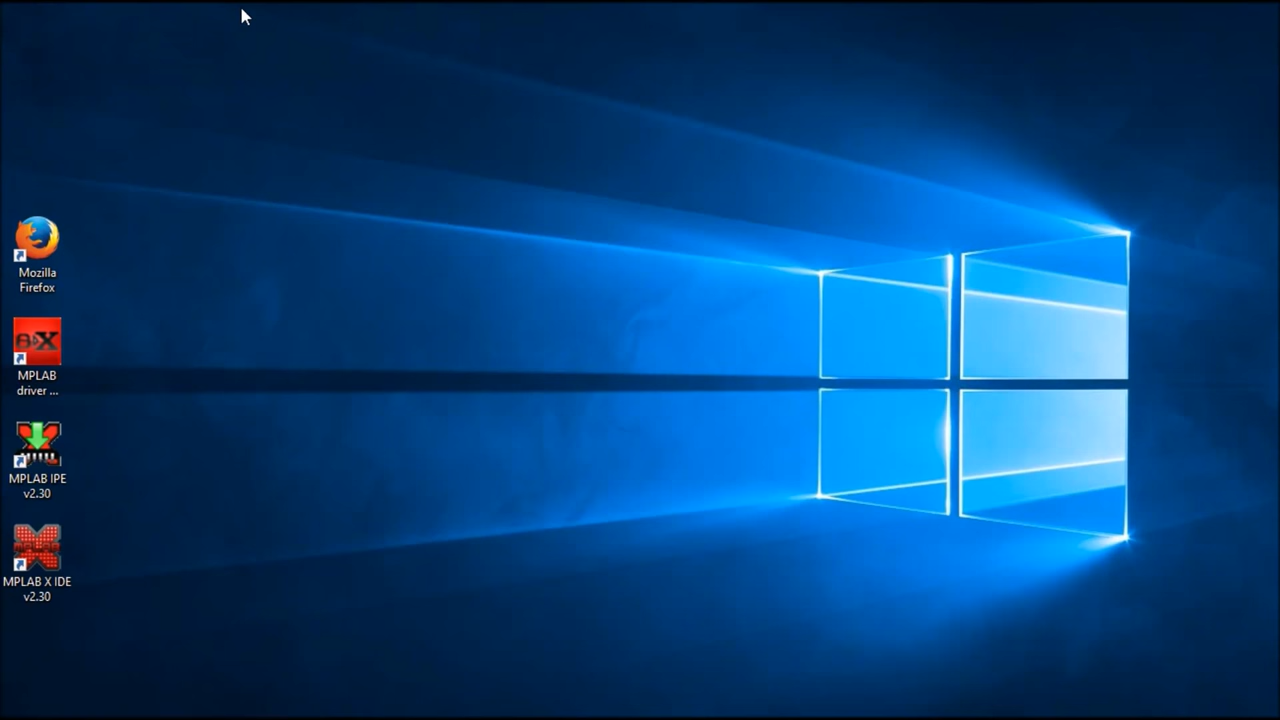 Mozilla
Firefox
MPLAB
driver ...
MPLAB IPE
v2.30
MPLAB X IDE
v2.30